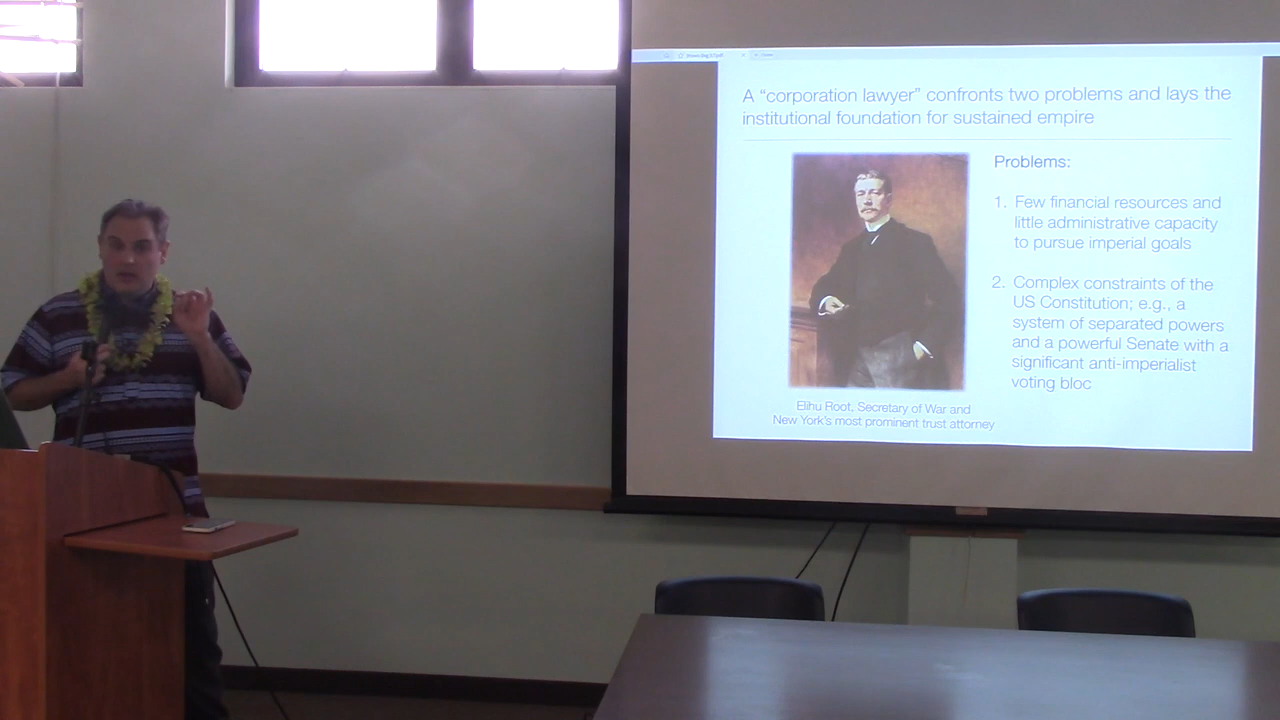 A “corporation lawyer” confronts two problems and lays the
institutional foundation for sustained empire
Problems:
1. Few financial resources and
little administrative capacity
to pursue imperial goals
2. Complex constraints of the
US Constitution; e.g., a
system of separated powers
and a powerful Senate with a
significant anti-imperialist
voting bloc
Elihu Root, Secretary of War and
New York's most prominent trust attorney